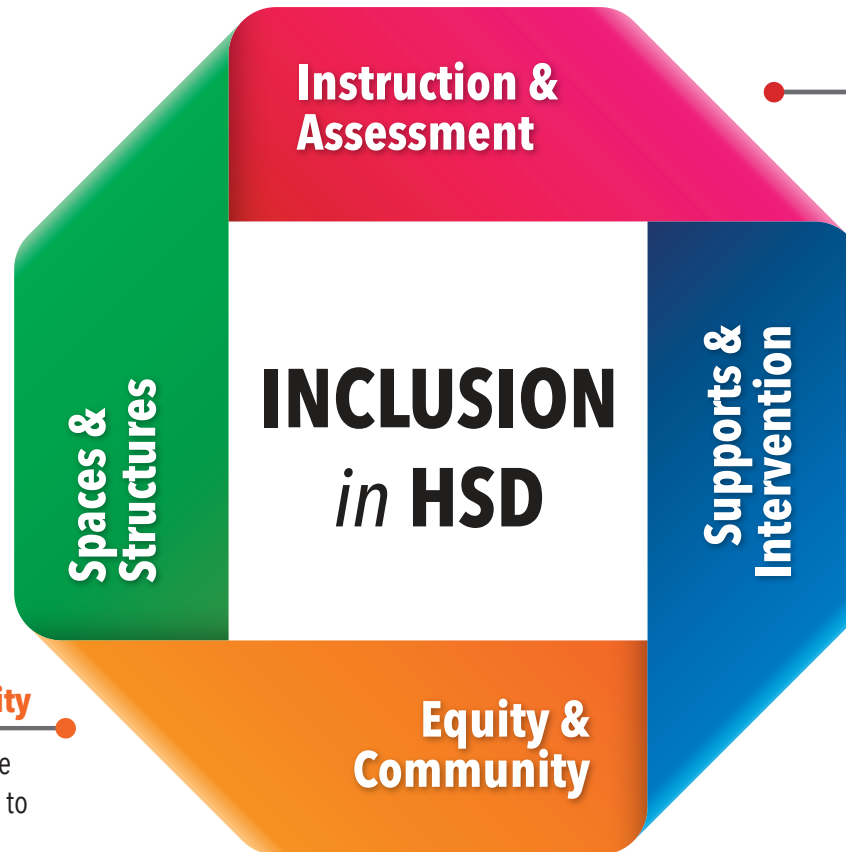 Instruction &
Assessment
Spaces &
Structures
INCLUSION
in HSD
Supports &
Intervention
Equity &
Community
ity
e
to